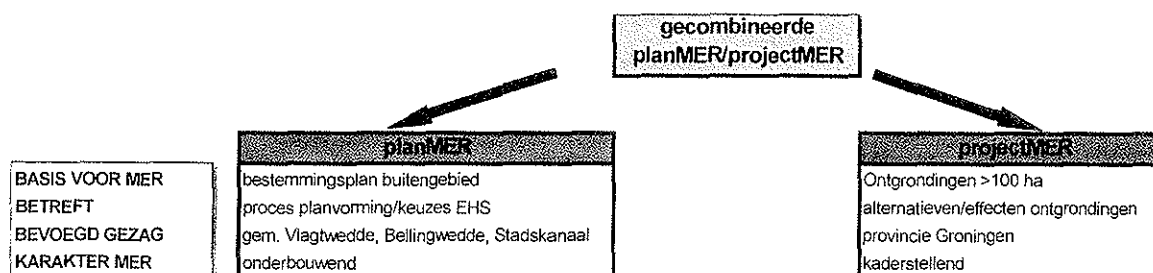 gecombineerde
planMER/projectMER
planMER
projectMER
BASIS VOOR MER
bestemmingsplan buitengebied
Ontgrondingen >100 ha
BETREFT
proces planvorming/keuzes EHS
alternatieven/effecten ontgrondingen
BEVOEGD GEZAG
gem. Vlagtwedde, Bellingwedde, Stadskanaal
provincie Groningen
KARAKTER MER
onderbouwend
kaderstellend